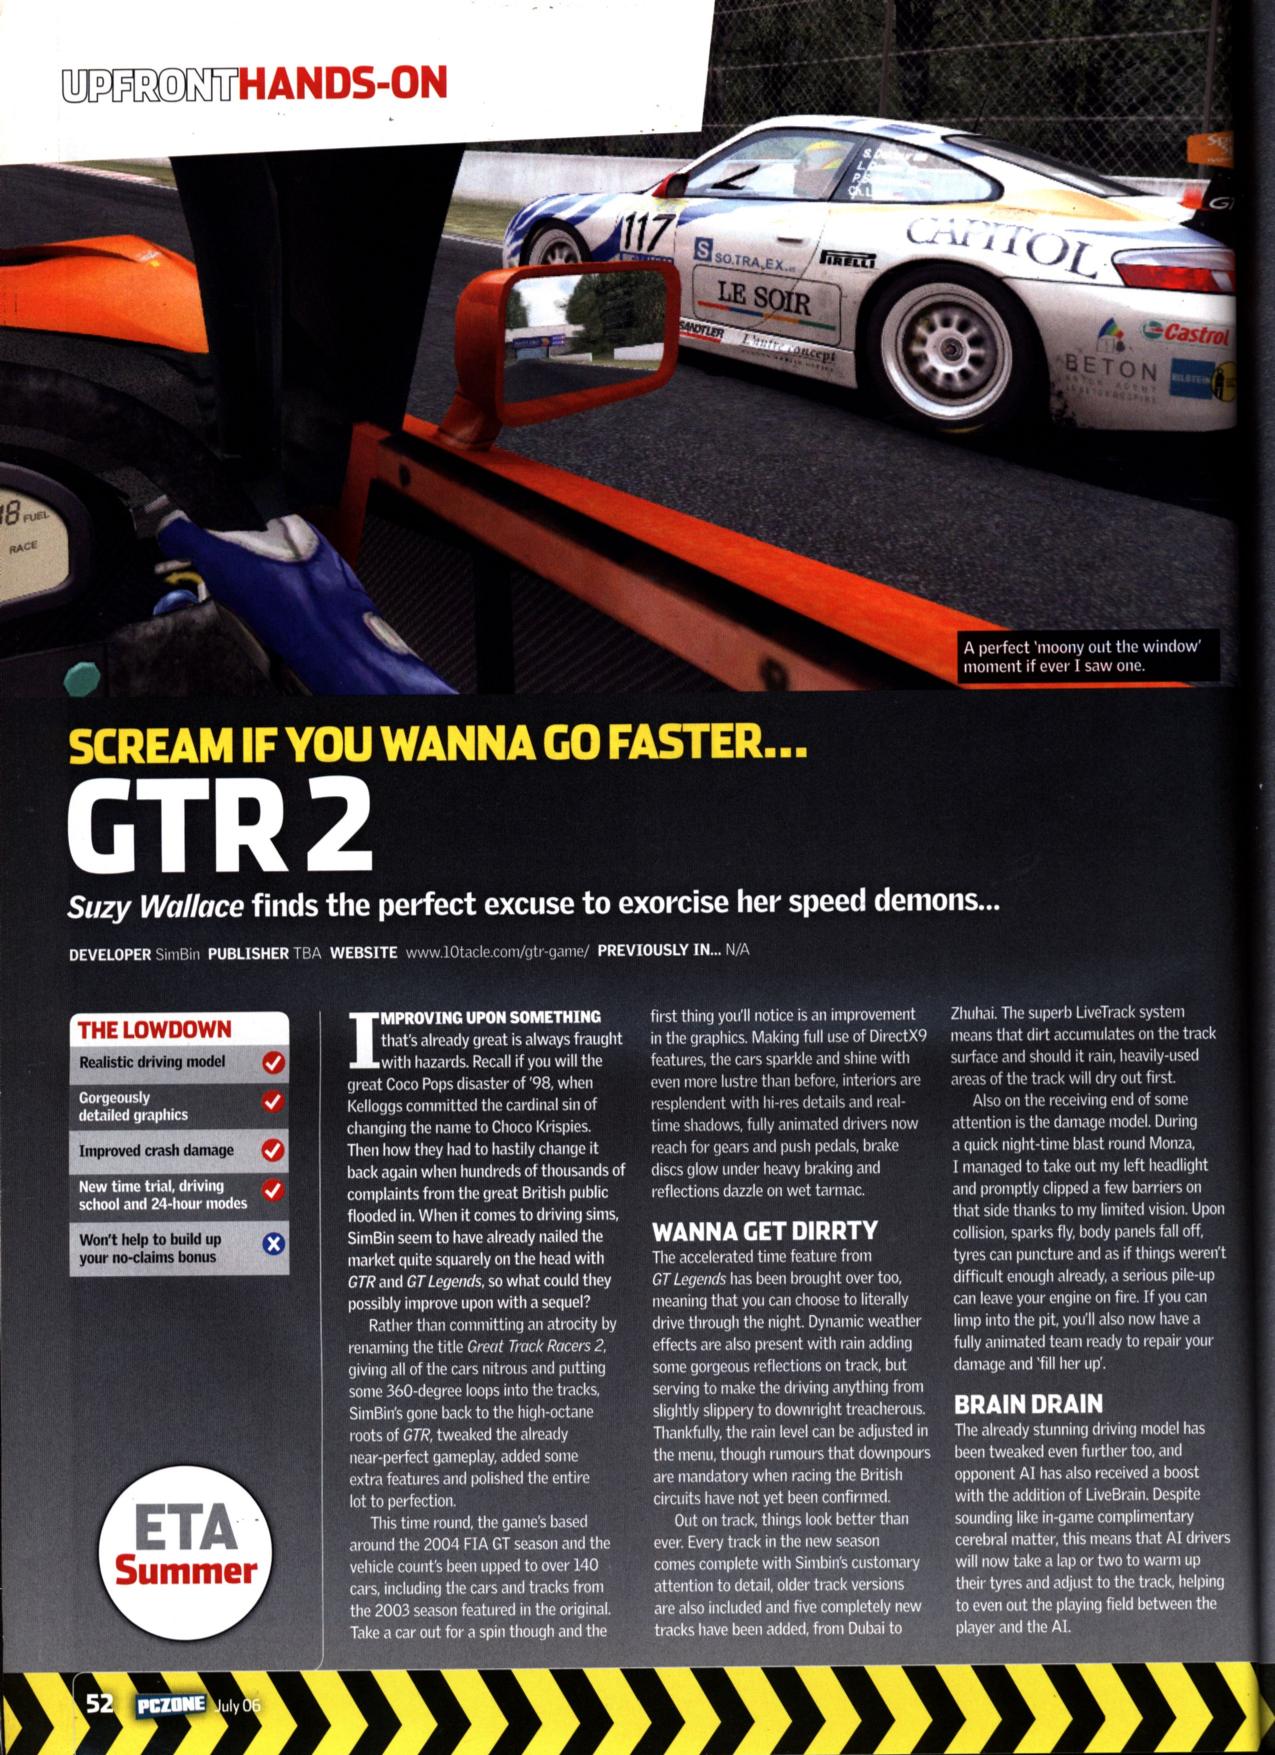 UPFRONTHANDS-ON
117
S SO.TRA.EX.
PIRELLI
CAPITOL
LE SOIR
SANDTLER
L'autre concept
BETON
Castrol
BILSTEIN
18 FUEL
RACE
A perfect 'moony out the window'
moment if ever I saw one.
SCREAM IF YOU WANNA GO FASTER...
GTR 2
Suzy Wallace finds the perfect excuse to exorcise her speed demons...
DEVELOPER SimBin PUBLISHER TBA WEBSITE www.10tacle.com/gtr-game/ PREVIOUSLY IN... N/A
THE LOWDOWN
Realistic driving model
Gorgeously
detailed graphics
Improved crash damage
New time trial, driving
school and 24-hour modes
Won't help to build up
your no-claims bonus
ETA
Summer
IMPROVING UPON SOMETHING
that's already great is always fraught
with hazards. Recall if you will the
great Coco Pops disaster of '98, when
Kelloggs committed the cardinal sin of
changing the name to Choco Krispies.
Then how they had to hastily change it
back again when hundreds of thousands of
complaints from the great British public
flooded in. When it comes to driving sims,
SimBin seem to have already nailed the
market quite squarely on the head with
GTR and GT Legends, so what could they
possibly improve upon with a sequel?
Rather than committing an atrocity by
renaming the title Great Track Racers 2,
giving all of the cars nitrous and putting
some 360-degree loops into the tracks,
SimBin's gone back to the high-octane
roots of GTR, tweaked the already
near-perfect gameplay, added some
extra features and polished the entire
lot to perfection.
This time round, the game's based
around the 2004 FIA GT season and the
vehicle count's been upped to over 140
cars, including the cars and tracks from
the 2003 season featured in the original.
Take a car out for a spin though and the
first thing you'll notice is an improvement
in the graphics. Making full use of DirectX9
features, the cars sparkle and shine with
even more lustre than before, interiors are
resplendent with hi-res details and real-
time shadows, fully animated drivers now
reach for gears and push pedals, brake
discs glow under heavy braking and
reflections dazzle on wet tarmac.
WANNA GET DIRRTY
The accelerated time feature from
GT Legends has been brought over too,
meaning that you can choose to literally
drive through the night. Dynamic weather
effects are also present with rain adding
some gorgeous reflections on track, but
serving to make the driving anything from
slightly slippery to downright treacherous.
Thankfully, the rain level can be adjusted in
the menu, though rumours that downpours
are mandatory when racing the British
circuits have not yet been confirmed.
Out on track, things look better than
ever. Every track in the new season
comes complete with Simbin's customary
attention to detail, older track versions
are also included and five completely new
tracks have been added, from Dubai to
Zhuhai. The superb LiveTrack system
means that dirt accumulates on the track
surface and should it rain, heavily-used
areas of the track will dry out first.
Also on the receiving end of some
attention is the damage model. During
a quick night-time blast round Monza,
I managed to take out my left headlight
and promptly clipped a few barriers on
that side thanks to my limited vision. Upon
collision, sparks fly, body panels fall off,
tyres can puncture and as if things weren't
difficult enough already, a serious pile-up
can leave your engine on fire. If you can
limp into the pit, you'll also now have a
fully animated team ready to repair your
damage and 'fill her up'.
BRAIN DRAIN
The already stunning driving model has
been tweaked even further too, and
opponent AI has also received a boost
with the addition of LiveBrain. Despite
sounding like in-game complimentary
cerebral matter, this means that AI drivers
will now take a lap or two to warm up
their tyres and adjust to the track, helping
to even out the playing field between the
player and the AI.
52 PCZONE July 06